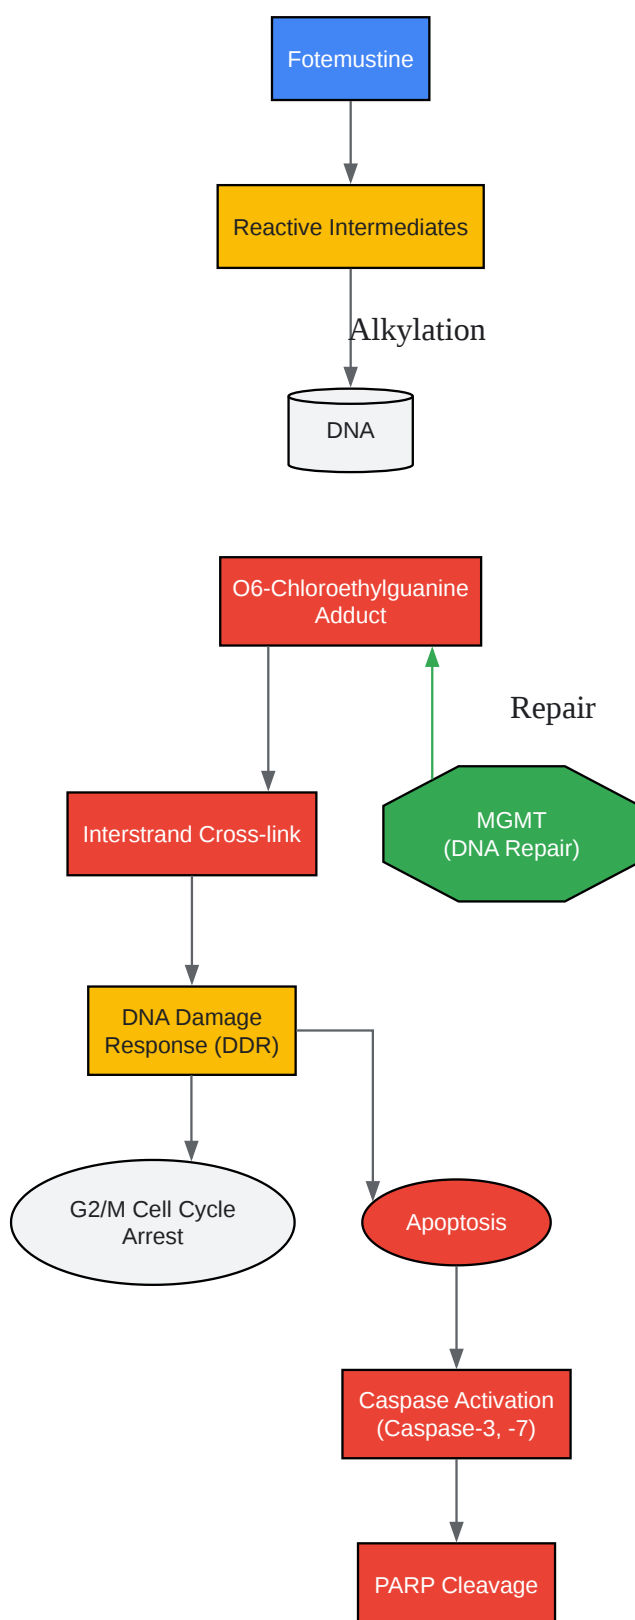 Fotemustine
Reactive Intermediates
Alkylation
DNA
O6-Chloroethylguanine
Adduct
Repair
Interstrand Cross-link
MGMT
(DNA Repair)
DNA Damage
Response (DDR)
G2/M Cell Cycle
Arrest
Apoptosis
Caspase Activation
(Caspase-3, -7)
PARP Cleavage